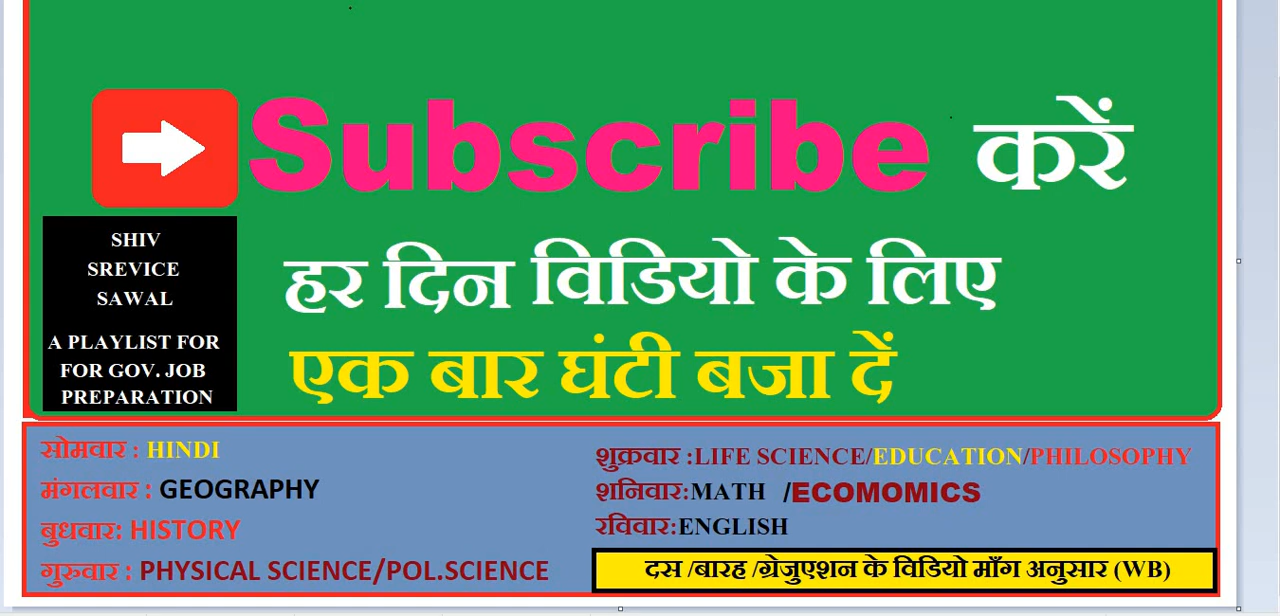 Subscribe करें
SHIV
SREVICE
SAWAL
A PLAYLIST FOR
FOR GOV. JOB
PREPARATION
हर दिन विडियो के लिए
एक बार घंटी बजा दें
सोमवार : HINDI
मंगलवार : GEOGRAPHY
बुधवार: HISTORY
गुरुवार : PHYSICAL SCIENCE/POL.SCIENCE
शुक्रवार :LIFE SCIENCE/EDUCATION/PHILOSOPHY
शनिवार:MATH /ECOMOMICS
रविवार:ENGLISH
दस /बारह /ग्रेजुएशन के विडियो माँग अनुसार (WB)